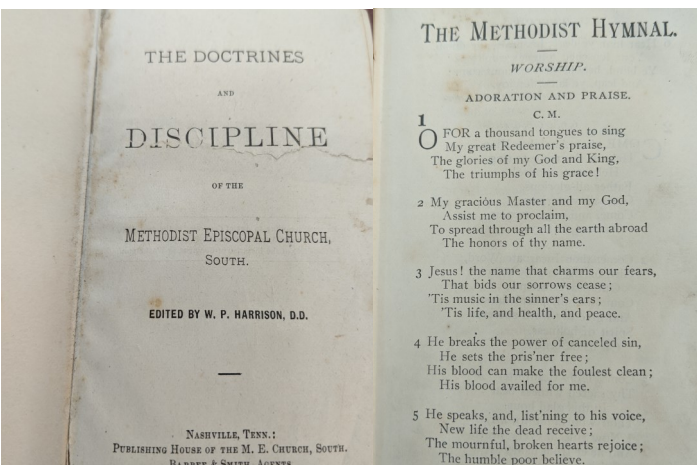 THE DOCTRINES
AND
DISCIPLINE
OF THE
METHODIST EPISCOPAL CHURCH,
SOUTH.
EDITED BY W. P. HARRISON, D.D.
NASHVILLE, TENN.:
PUBLISHING HOUSE OF THE M. E. CHURCH, SOUTH.
BARBEE & SMITH, AGENTS
THE METHODIST HYMNAL.
WORSHIP.
ADORATION AND PRAISE.
1 C. M.
O FOR a thousand tongues to sing
My great Redeemer's praise,
The glories of my God and King,
The triumphs of his grace!
2 My gracious Master and my God,
Assist me to proclaim,
To spread through all the earth abroad
The honors of thy name.
3 Jesus! the name that charms our fears,
That bids our sorrows cease;
'Tis music in the sinner's ears;
'Tis life, and health, and peace.
4 He breaks the power of canceled sin,
He sets the pris'ner free;
His blood can make the foulest clean;
His blood availed for me.
5 He speaks, and, list'ning to his voice,
New life the dead receive;
The mournful, broken hearts rejoice;
The humble poor believe.